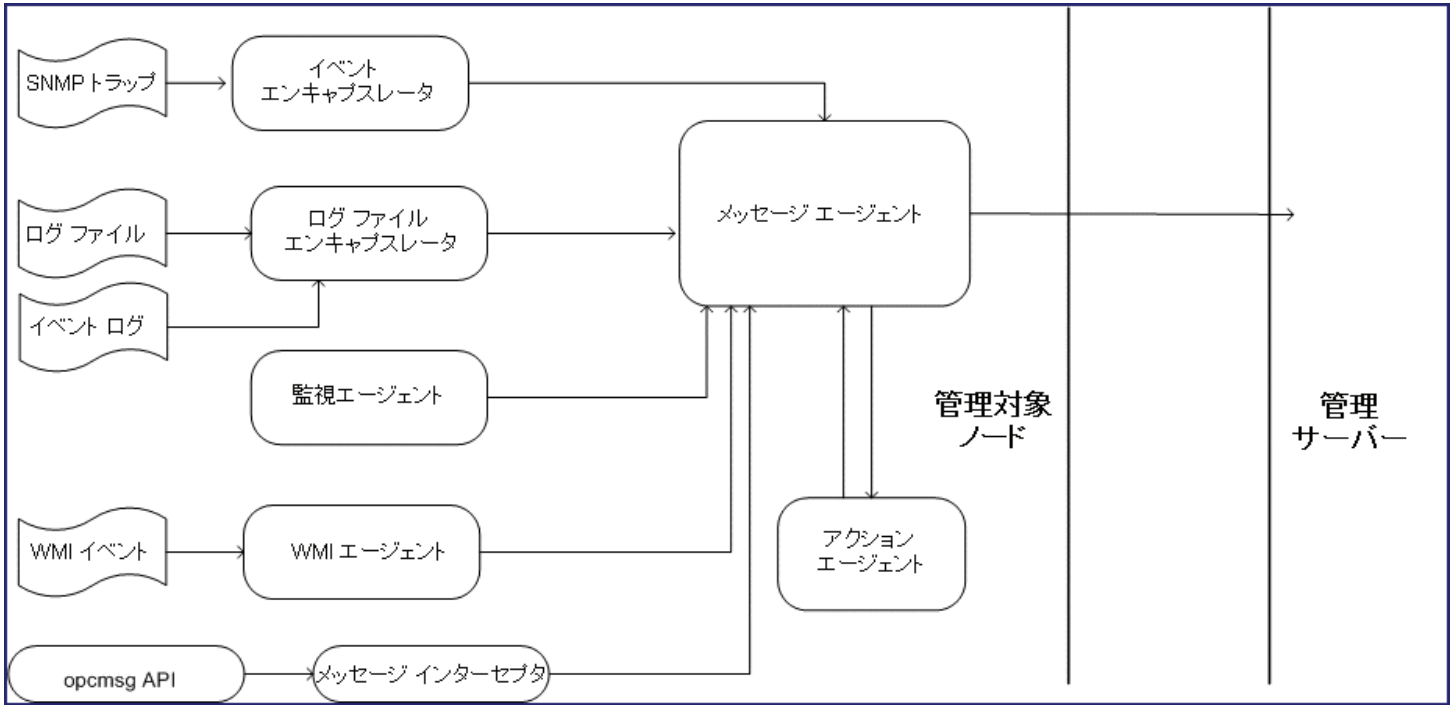 SNMP トラップ
イベント
エンキャプスレータ
ログ ファイル
ログ ファイル
エンキャプスレータ
メッセージ エージェント
イベント ログ
監視エージェント
管理対象
ノード
管理
サーバー
WMI イベント
WMI エージェント
アクション
エージェント
opcmsg API
メッセージ インターセプタ